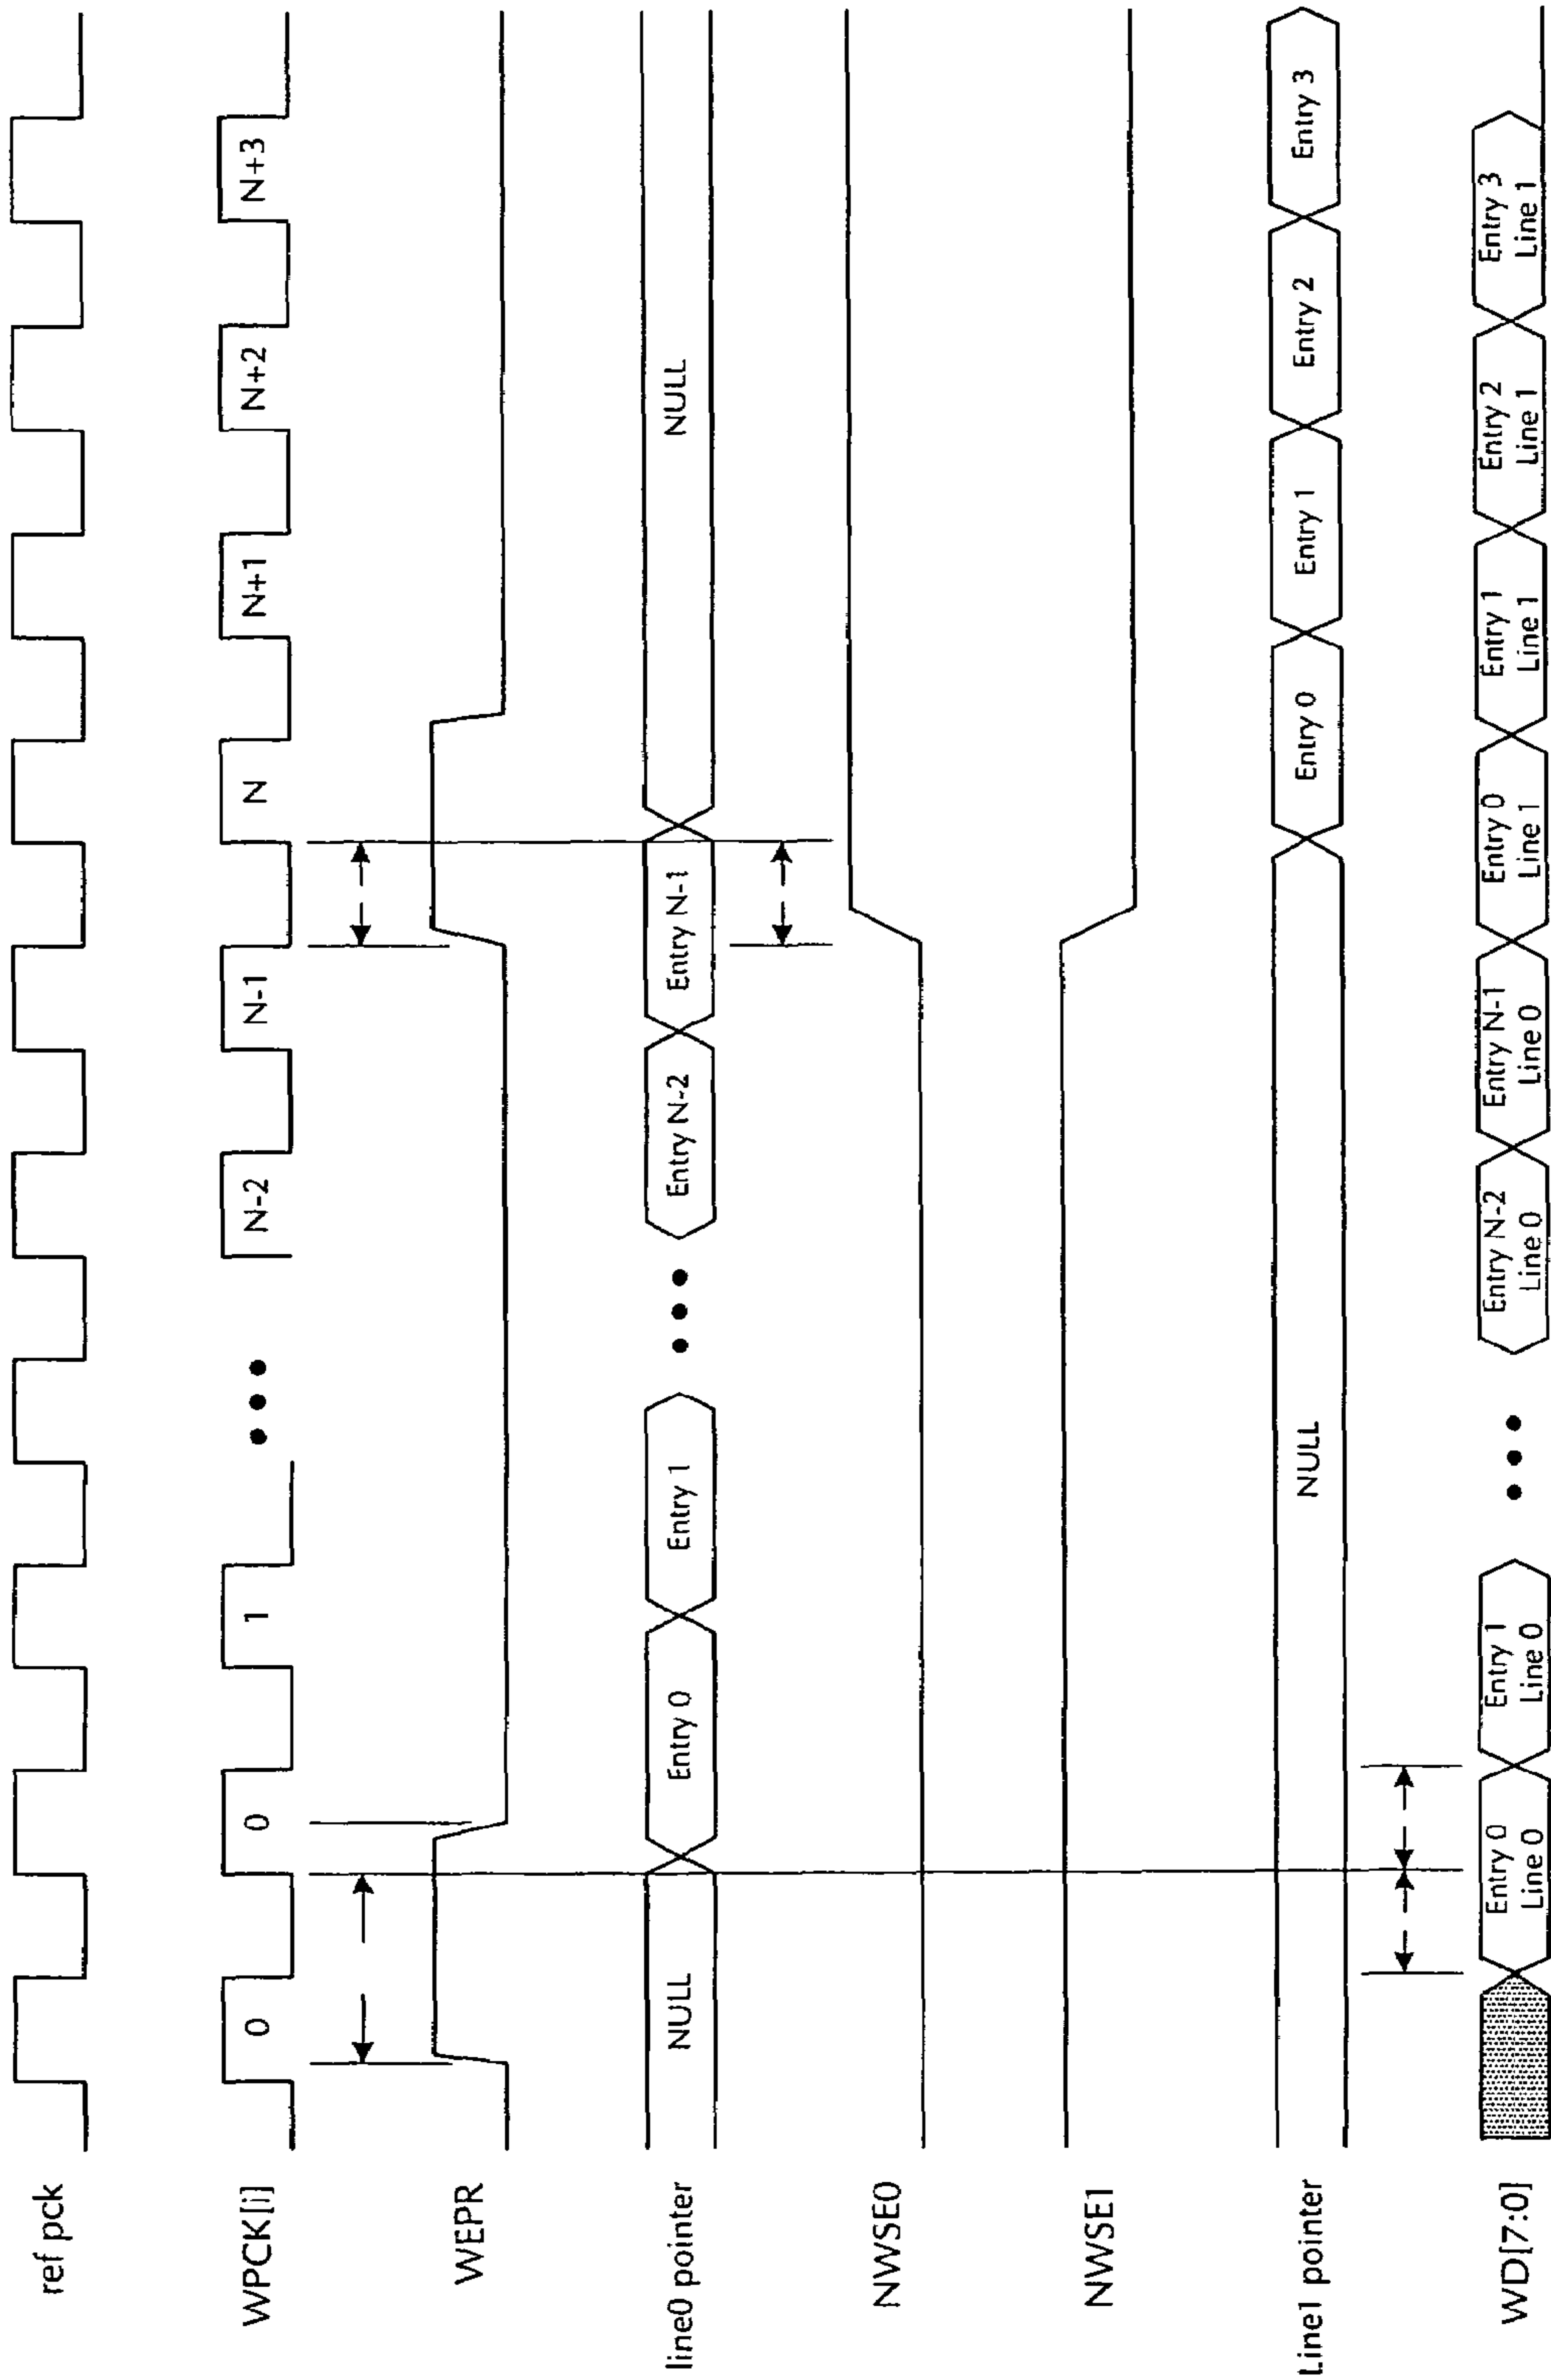 ref pck
WPCK[i]
0
0
1
•••
N-2
N-1
N
N+1
N+2
N+3
WEPR
line0 pointer
NULL
Entry 0
Entry 1
•••
Entry N-2
Entry N-1
NULL
NWSE0
NWSE1
Line1 pointer
NULL
Entry 0
Entry 1
Entry 2
Entry 3
WD[7:0]
Entry 0
Line 0
Entry 1
Line 0
•••
Entry N-2
Line 0
Entry N-1
Line 0
Entry 0
Line 1
Entry 1
Line 1
Entry 2
Line 1
Entry 3
Line 1